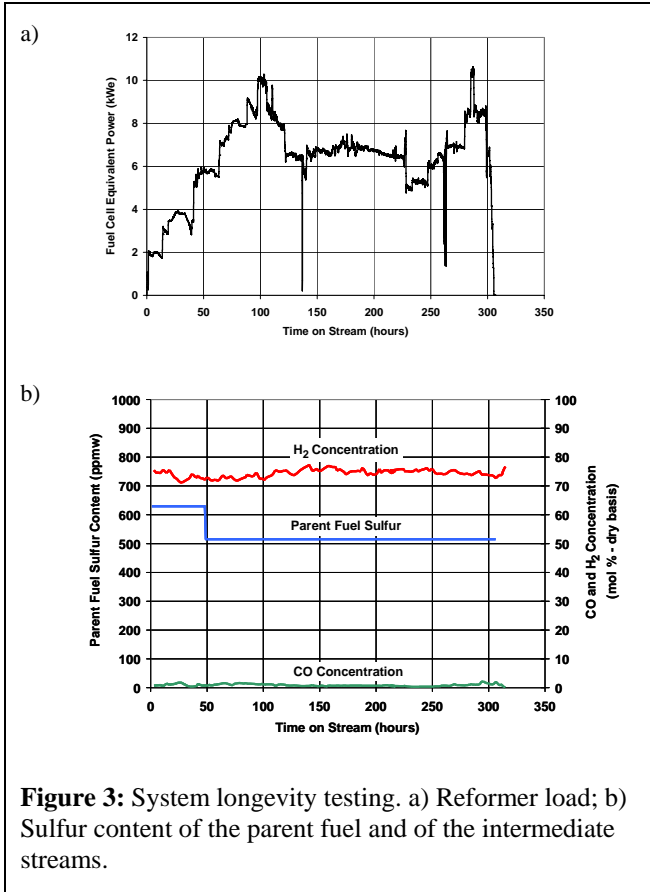 a)
12
10
8
6
4
2
0
Fuel Cell Equivalent Power (kWe)
0 50 100 150 200 250 300 350
Time on Stream (hours)
b)
1000
900
800
700
600
500
400
300
200
100
0
Parent Fuel Sulfur Content (ppmw)
H2 Concentration
Parent Fuel Sulfur
CO Concentration
100
90
80
70
60
50
40
30
20
10
0
CO and H2 Concentration
(mol % - dry basis)
0 50 100 150 200 250 300 350
Time on Stream (hours)
Figure 3: System longevity testing. a) Reformer load; b)
Sulfur content of the parent fuel and of the intermediate
streams.